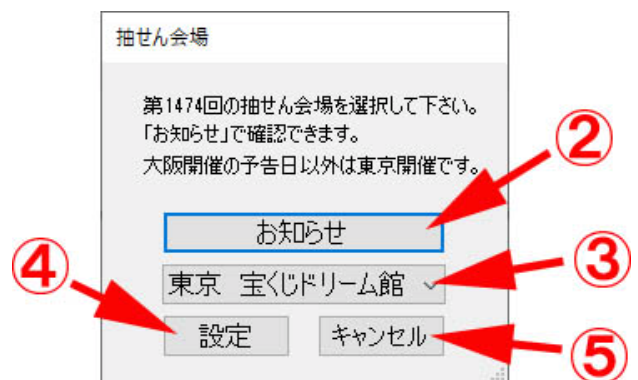 抽せん会場
第1474回の抽せん会場を選択して下さい。
「お知らせ」で確認できます。
大阪開催の予告日以外は東京開催です。
②
お知らせ
③
東京 宝くじドリーム館
④
設定
キャンセル
⑤